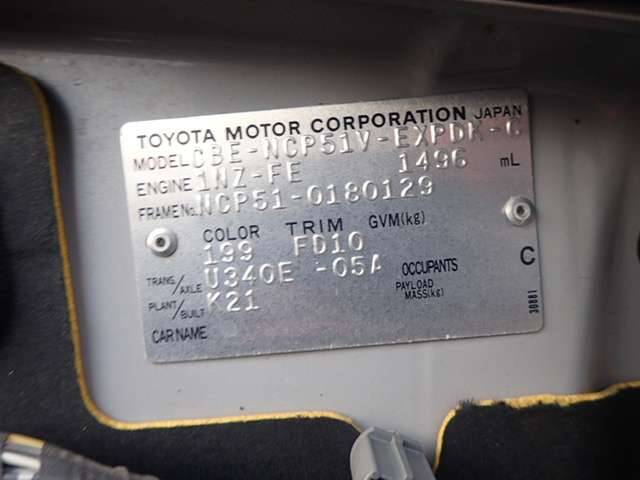 TOYOTA MOTOR CORPORATION JAPAN
MODEL CBE-NCP51V-EXPDK-G
ENGINE 1NZ-FE 1496 mL
FRAME No. NCP51-0180129
COLOR TRIM GVM(kg)
199 FD10
TRANS/AXLE U340E -05A OCCUPANTS C
PLANT/BUILT K21 PAYLOAD MASS(kg)
CAR NAME
30881